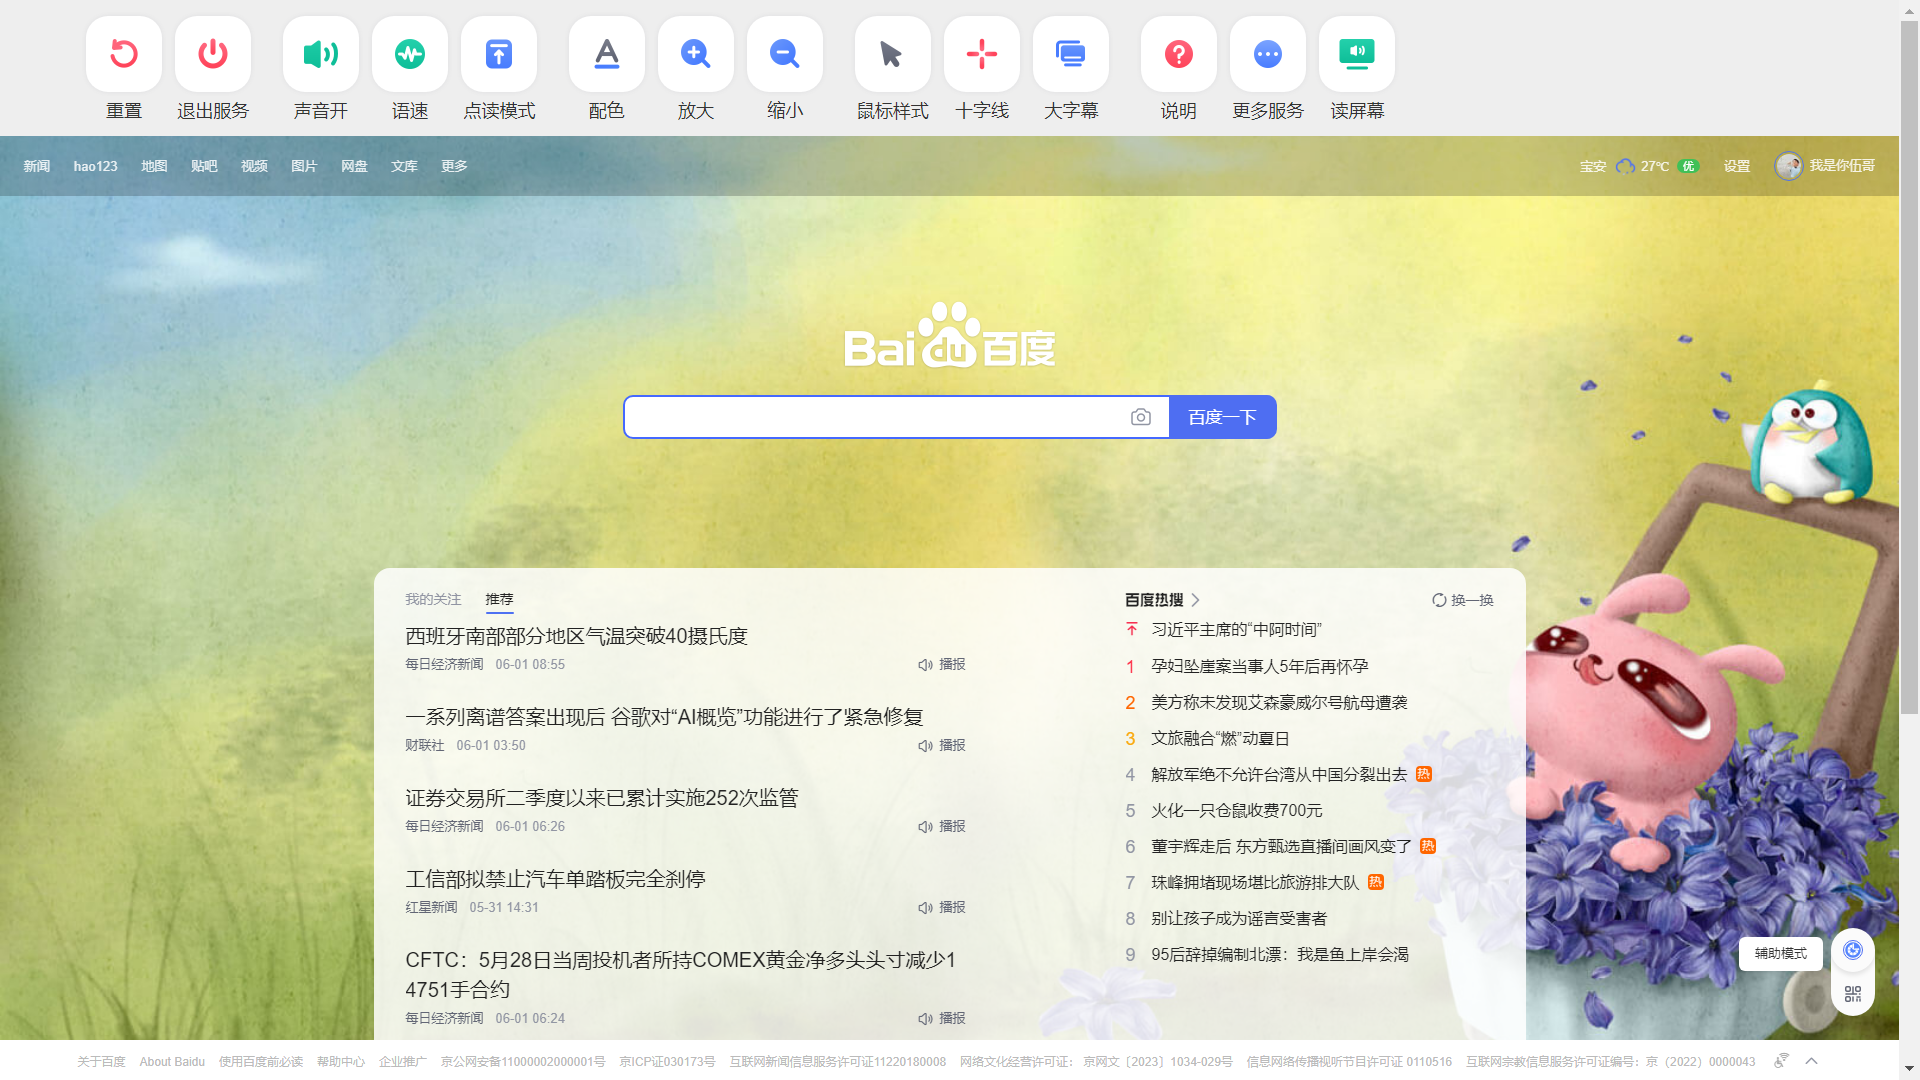 重置 退出服务 声音开 语速 点读模式 配色 放大 缩小 鼠标样式 十字线 大字幕 说明 更多服务 读屏幕
新闻 hao123 地图 贴吧 视频 图片 网盘 文库 更多 宝安 27℃ 优 设置 我是你伍哥
Bai du 百度
百度一下
我的关注 推荐
西班牙南部部分地区气温突破40摄氏度
每日经济新闻 06-01 08:55 播报
一系列离谱答案出现后 谷歌对“AI概览”功能进行了紧急修复
财联社 06-01 03:50 播报
证券交易所二季度以来已累计实施252次监管
每日经济新闻 06-01 06:26 播报
工信部拟禁止汽车单踏板完全刹停
红星新闻 05-31 14:31 播报
CFTC：5月28日当周投机者所持COMEX黄金净多头头寸减少1
4751手合约
每日经济新闻 06-01 06:24 播报
百度热搜 换一换
习近平主席的“中阿时间”
1 孕妇坠崖案当事人5年后再怀孕
2 美方称未发现艾森豪威尔号航母遭袭
3 文旅融合“燃”动夏日
4 解放军绝不允许台湾从中国分裂出去 热
5 火化一只仓鼠收费700元
6 董宇辉走后 东方甄选直播间画风变了 热
7 珠峰拥堵现场堪比旅游排大队 热
8 别让孩子成为谣言受害者
9 95后辞掉编制北漂：我是鱼上岸会渴
辅助模式
关于百度 About Baidu 使用百度前必读 帮助中心 企业推广 京公网安备11000002000001号 京ICP证030173号 互联网新闻信息服务许可证11220180008 网络文化经营许可证： 京网文〔2023〕1034-029号 信息网络传播视听节目许可证 0110516 互联网宗教信息服务许可证编号：京（2022）0000043